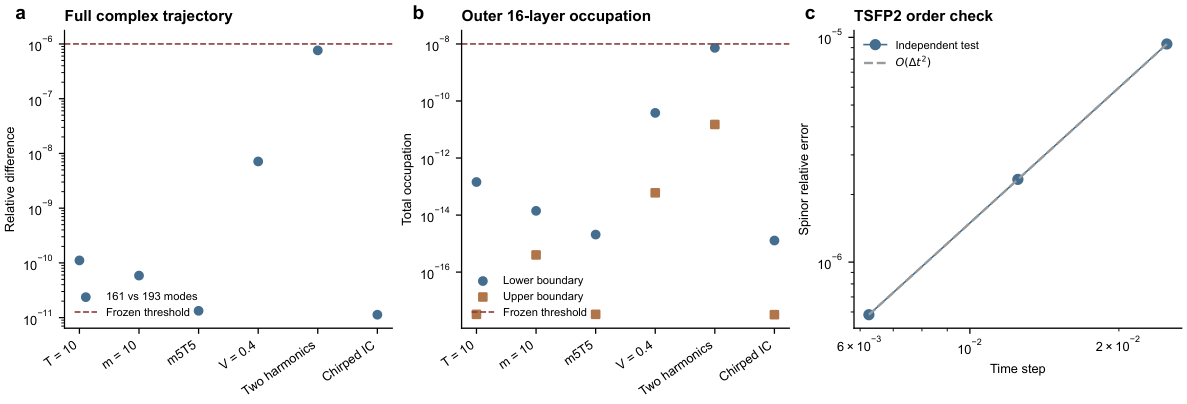 a
Full complex trajectory
Relative difference
10⁻⁶
10⁻⁷
10⁻⁸
10⁻⁹
10⁻¹⁰
10⁻¹¹
161 vs 193 modes
Frozen threshold
T = 10
m = 10
m5T5
V = 0.4
Two harmonics
Chirped IC
b
Outer 16-layer occupation
Total occupation
10⁻⁸
10⁻¹⁰
10⁻¹²
10⁻¹⁴
10⁻¹⁶
Lower boundary
Upper boundary
Frozen threshold
T = 10
m = 10
m5T5
V = 0.4
Two harmonics
Chirped IC
c
TSFP2 order check
Spinor relative error
10⁻⁵
10⁻⁶
Independent test
O(Δt²)
6 × 10⁻³
10⁻²
2 × 10⁻²
Time step